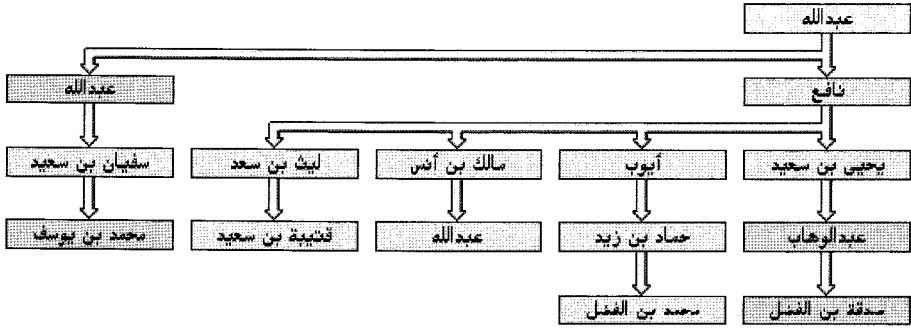 عبدالله
عبدالله
نافع
يحيى بن سعيد
أيوب
مالك بن أنس
ليث بن سعد
سفيان بن سعيد
عبدالوهاب
حماد بن زيد
عبدالله
قتيبة بن سعيد
محمد بن يوسف
صدقة بن الفضل
محمد بن الفضل